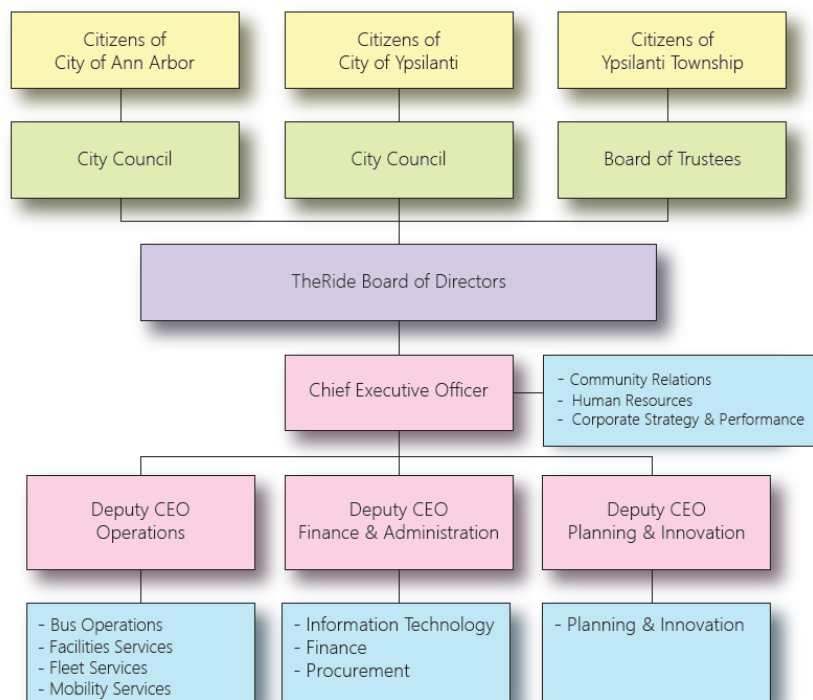 Citizens of
City of Ann Arbor
Citizens of
City of Ypsilanti
Citizens of
Ypsilanti Township
City Council
City Council
Board of Trustees
TheRide Board of Directors
Chief Executive Officer
- Community Relations
- Human Resources
- Corporate Strategy & Performance
Deputy CEO
Operations
Deputy CEO
Finance & Administration
Deputy CEO
Planning & Innovation
- Bus Operations
- Facilities Services
- Fleet Services
- Mobility Services
- Information Technology
- Finance
- Procurement
- Planning & Innovation